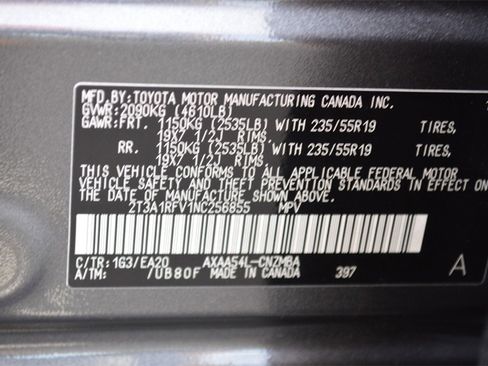 MFD.BY:TOYOTA MOTOR MANUFACTURING CANADA INC.
GVWR:2090KG (4610LB)
GAWR:FRT. 1150KG (2535LB) WITH 235/55R19 TIRES,
19X7 1/2J RIMS.
RR. 1150KG (2535LB) WITH 235/55R19 TIRES,
19X7 1/2J RIMS.
THIS VEHICLE CONFORMS TO ALL APPLICABLE FEDERAL MOTOR
VEHICLE SAFETY AND THEFT PREVENTION STANDARDS IN EFFECT ON
THE DATE OF MANUFACTURE SHOWN ABOVE.
2T3A1RFV1NC256855 MPV
C/TR:1G3/EA20 AXAA54L-CNZMBA
A/TM: /UB80F MADE IN CANADA 397 A